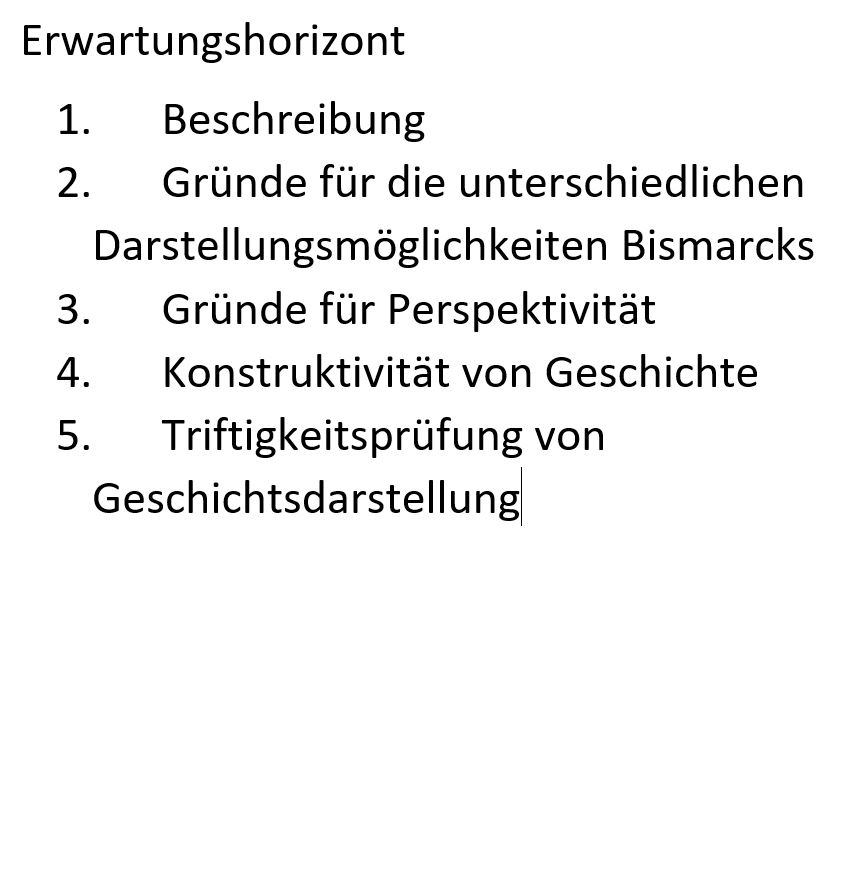 Erwartungshorizont
1. Beschreibung
2. Gründe für die unterschiedlichen
Darstellungsmöglichkeiten Bismarcks
3. Gründe für Perspektivität
4. Konstruktivität von Geschichte
5. Triftigkeitsprüfung von
Geschichtsdarstellung